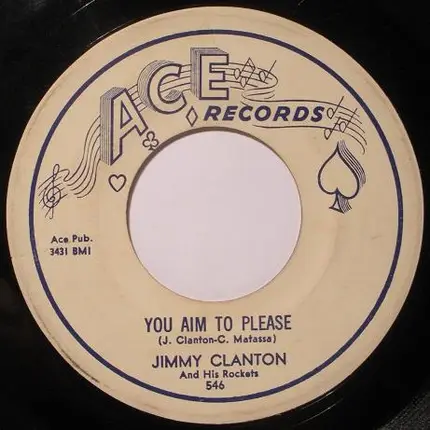 ACE
RECORDS
Ace Pub.
3431 BMI
YOU AIM TO PLEASE
(J. Clanton-C. Matassa)
JIMMY CLANTON
And His Rockets
546